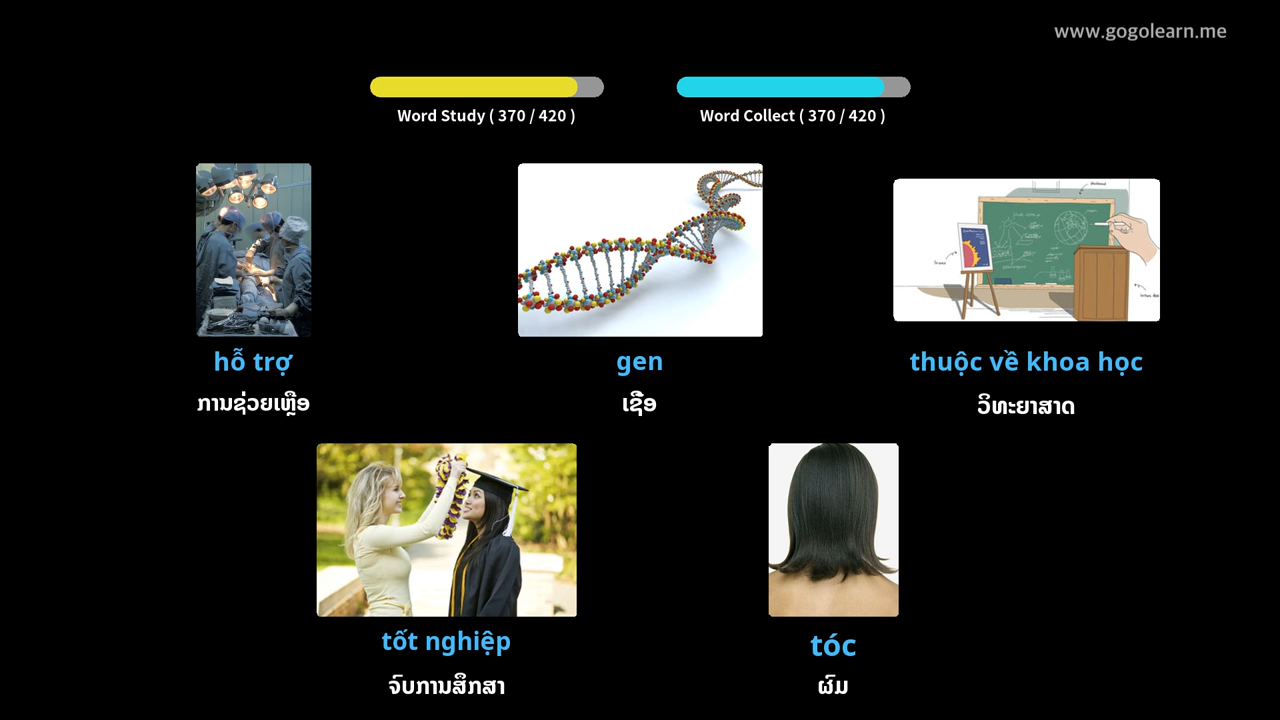 www.gogolearn.me
Word Study ( 370 / 420 )
Word Collect ( 370 / 420 )
hỗ trợ
ການຊ່ວຍເຫຼືອ
gen
ເຊື້ອ
thuộc về khoa học
ວິທະຍາສາດ
tốt nghiệp
ຈົບການສຶກສາ
tóc
ຜົມ